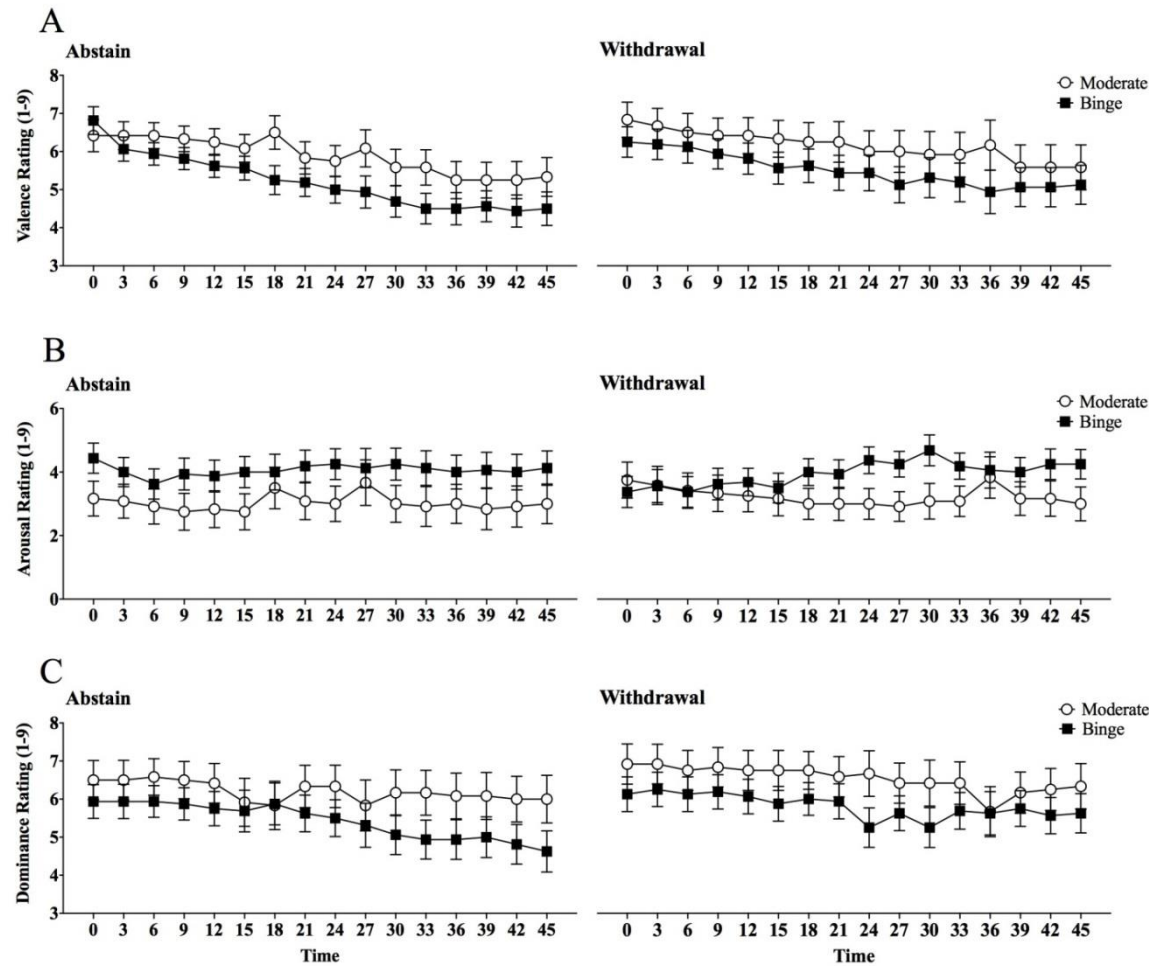 A
Abstain
Withdrawal
Valence Rating (1-9)
8
7
6
5
4
3
0 3 6 9 12 15 18 21 24 27 30 33 36 39 42 45
0 3 6 9 12 15 18 21 24 27 30 33 36 39 42 45
Moderate
Binge
B
Abstain
Withdrawal
Arousal Rating (1-9)
6
4
2
0
0 3 6 9 12 15 18 21 24 27 30 33 36 39 42 45
0 3 6 9 12 15 18 21 24 27 30 33 36 39 42 45
Moderate
Binge
C
Abstain
Withdrawal
Dominance Rating (1-9)
8
7
6
5
4
3
0 3 6 9 12 15 18 21 24 27 30 33 36 39 42 45
0 3 6 9 12 15 18 21 24 27 30 33 36 39 42 45
Moderate
Binge
Time
Time